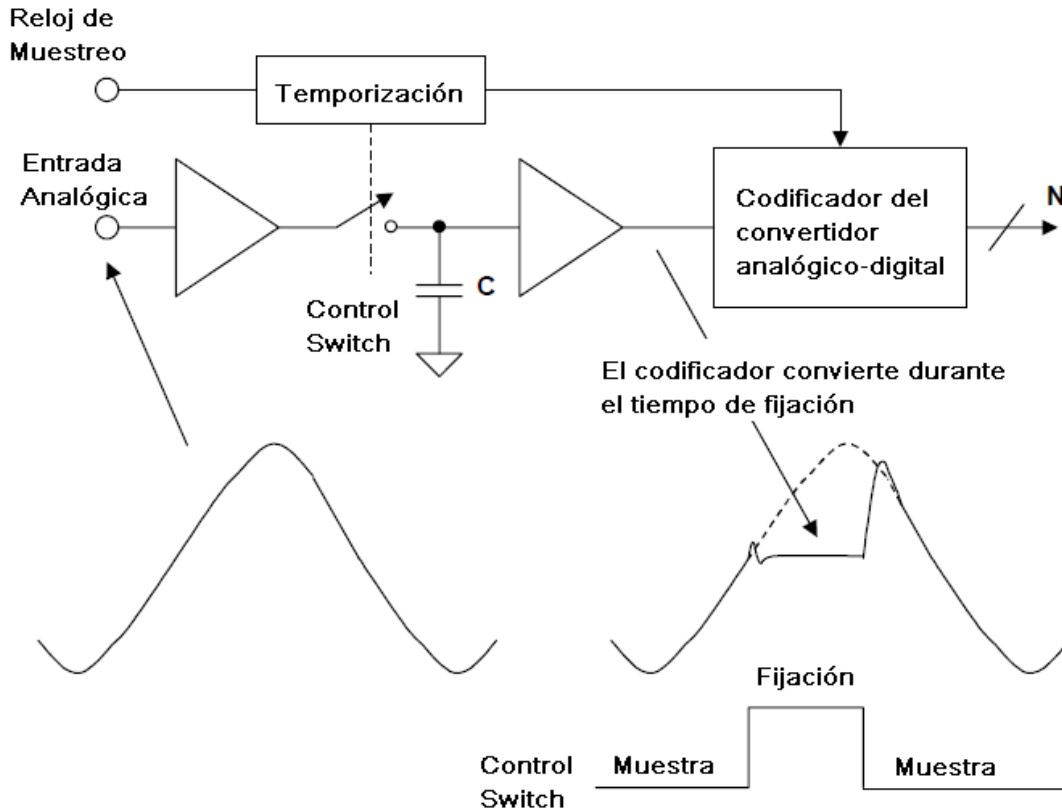 Reloj de
Muestreo
Temporización
Entrada
Analógica
Codificador del
convertidor
analógico-digital
N
C
Control
Switch
El codificador convierte durante
el tiempo de fijación
Fijación
Control
Switch
Muestra
Muestra